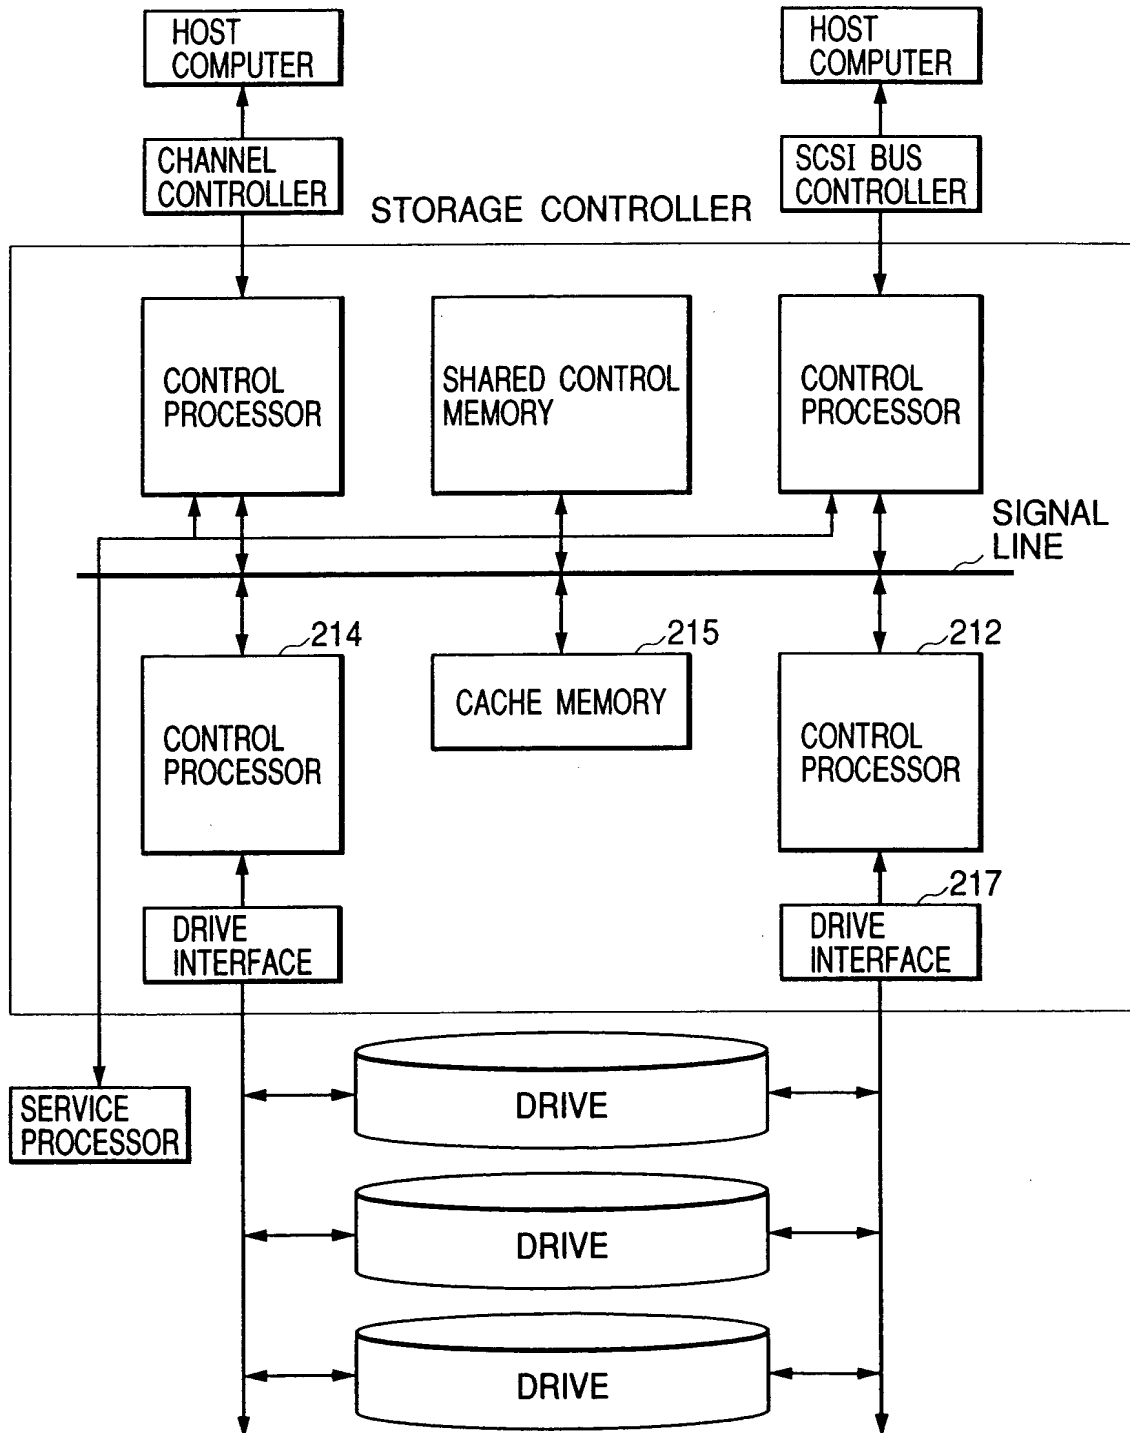 HOST
COMPUTER
HOST
COMPUTER
CHANNEL
CONTROLLER
SCSI BUS
CONTROLLER
STORAGE CONTROLLER
CONTROL
PROCESSOR
SHARED CONTROL
MEMORY
CONTROL
PROCESSOR
SIGNAL
LINE
214
215
212
CONTROL
PROCESSOR
CACHE MEMORY
CONTROL
PROCESSOR
217
DRIVE
INTERFACE
DRIVE
INTERFACE
SERVICE
PROCESSOR
DRIVE
DRIVE
DRIVE